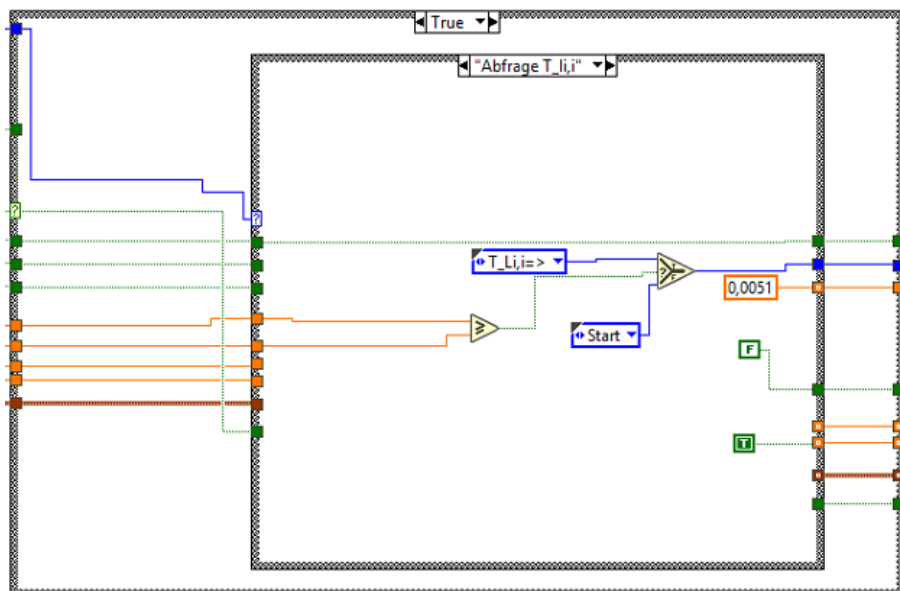 True
"Abfrage T_li,i"
T_Li,i=>
0,0051
Start
F
T